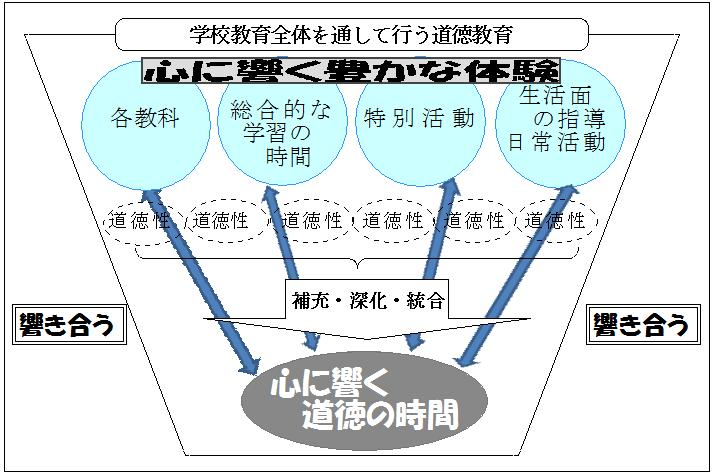 学校教育全体を通して行う道徳教育
心に響く豊かな体験
各教科
総合的な
学習の
時間
特別活動
生活面
の指導
日常活動
道徳性
道徳性
道徳性
道徳性
道徳性
道徳性
補充・深化・統合
響き合う
響き合う
心に響く
道徳の時間